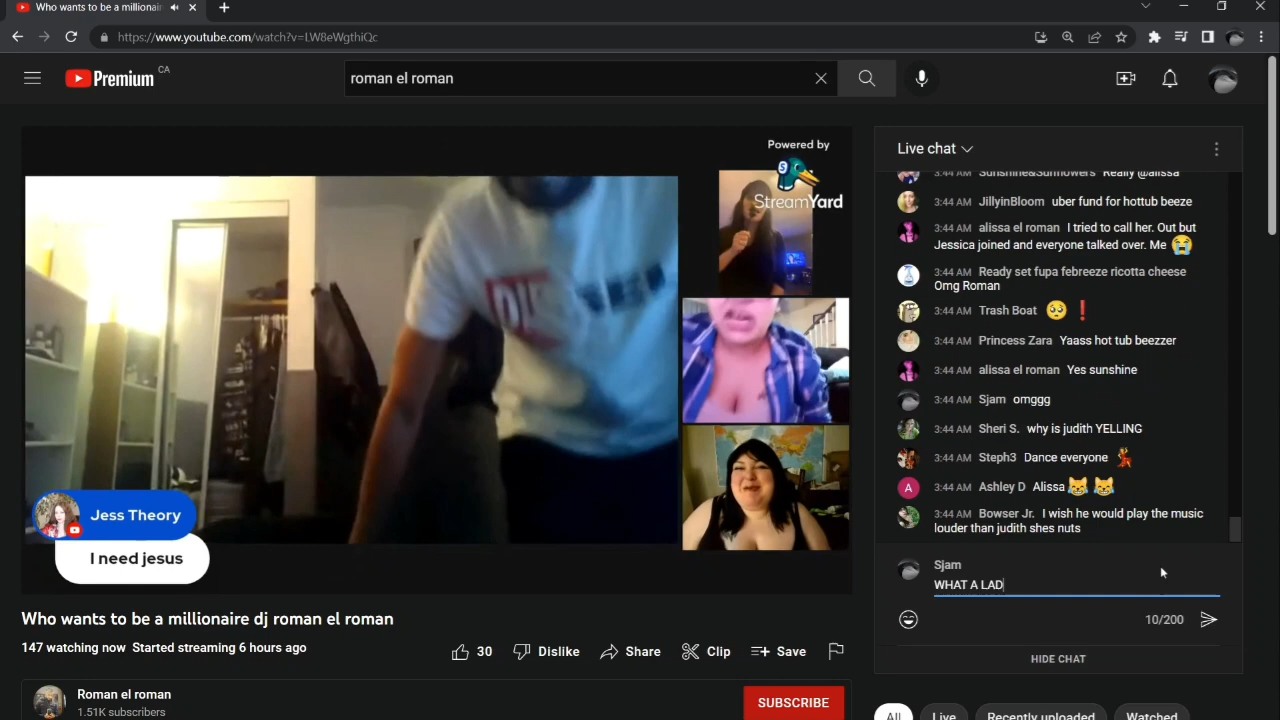 Who wants to be a millionair
https://www.youtube.com/watch?v=LW8eWgthiQc
Premium CA
roman el roman
Powered by
StreamYard
Jess Theory
I need jesus
Who wants to be a millionaire dj roman el roman
147 watching now Started streaming 6 hours ago
30
Dislike
Share
Clip
Save
Roman el roman
1.51K subscribers
SUBSCRIBE
Live chat
3:44 AM Sunshine&Sunflowers Really @alissa
3:44 AM JillyinBloom uber fund for hottub beeze
3:44 AM alissa el roman I tried to call her. Out but
Jessica joined and everyone talked over. Me 😭
3:44 AM Ready set fupa febreeze ricotta cheese
Omg Roman
3:44 AM Trash Boat 🥺❗
3:44 AM Princess Zara Yaass hot tub beezzer
3:44 AM alissa el roman Yes sunshine
3:44 AM Sjam omggg
3:44 AM Sheri S. why is judith YELLING
3:44 AM Steph3 Dance everyone 💃
A
3:44 AM Ashley D Alissa😹😹
3:44 AM Bowser Jr. I wish he would play the music
louder than judith shes nuts
Sjam
WHAT A LAD
10/200
HIDE CHAT
All
Live
Recently uploaded
Watched